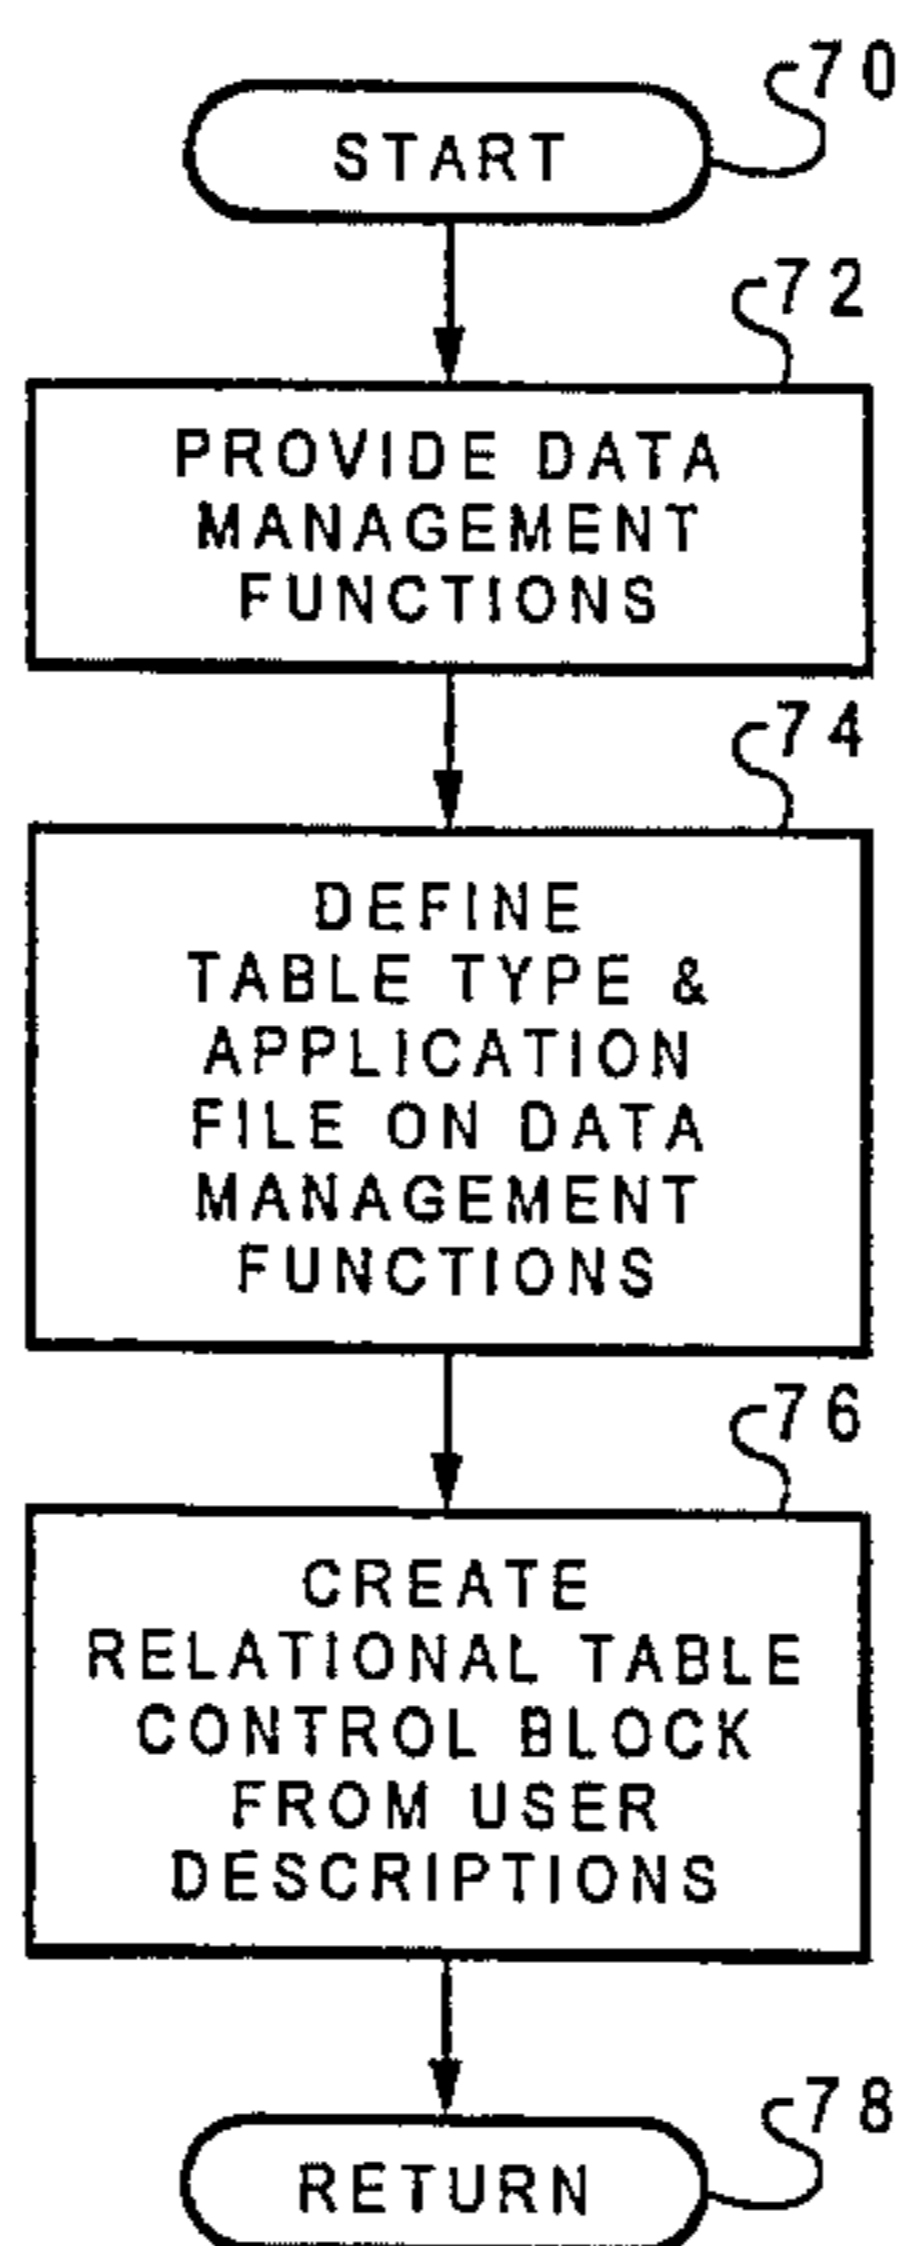 70
START
72
PROVIDE DATA
MANAGEMENT
FUNCTIONS
74
DEFINE
TABLE TYPE &
APPLICATION
FILE ON DATA
MANAGEMENT
FUNCTIONS
76
CREATE
RELATIONAL TABLE
CONTROL BLOCK
FROM USER
DESCRIPTIONS
78
RETURN